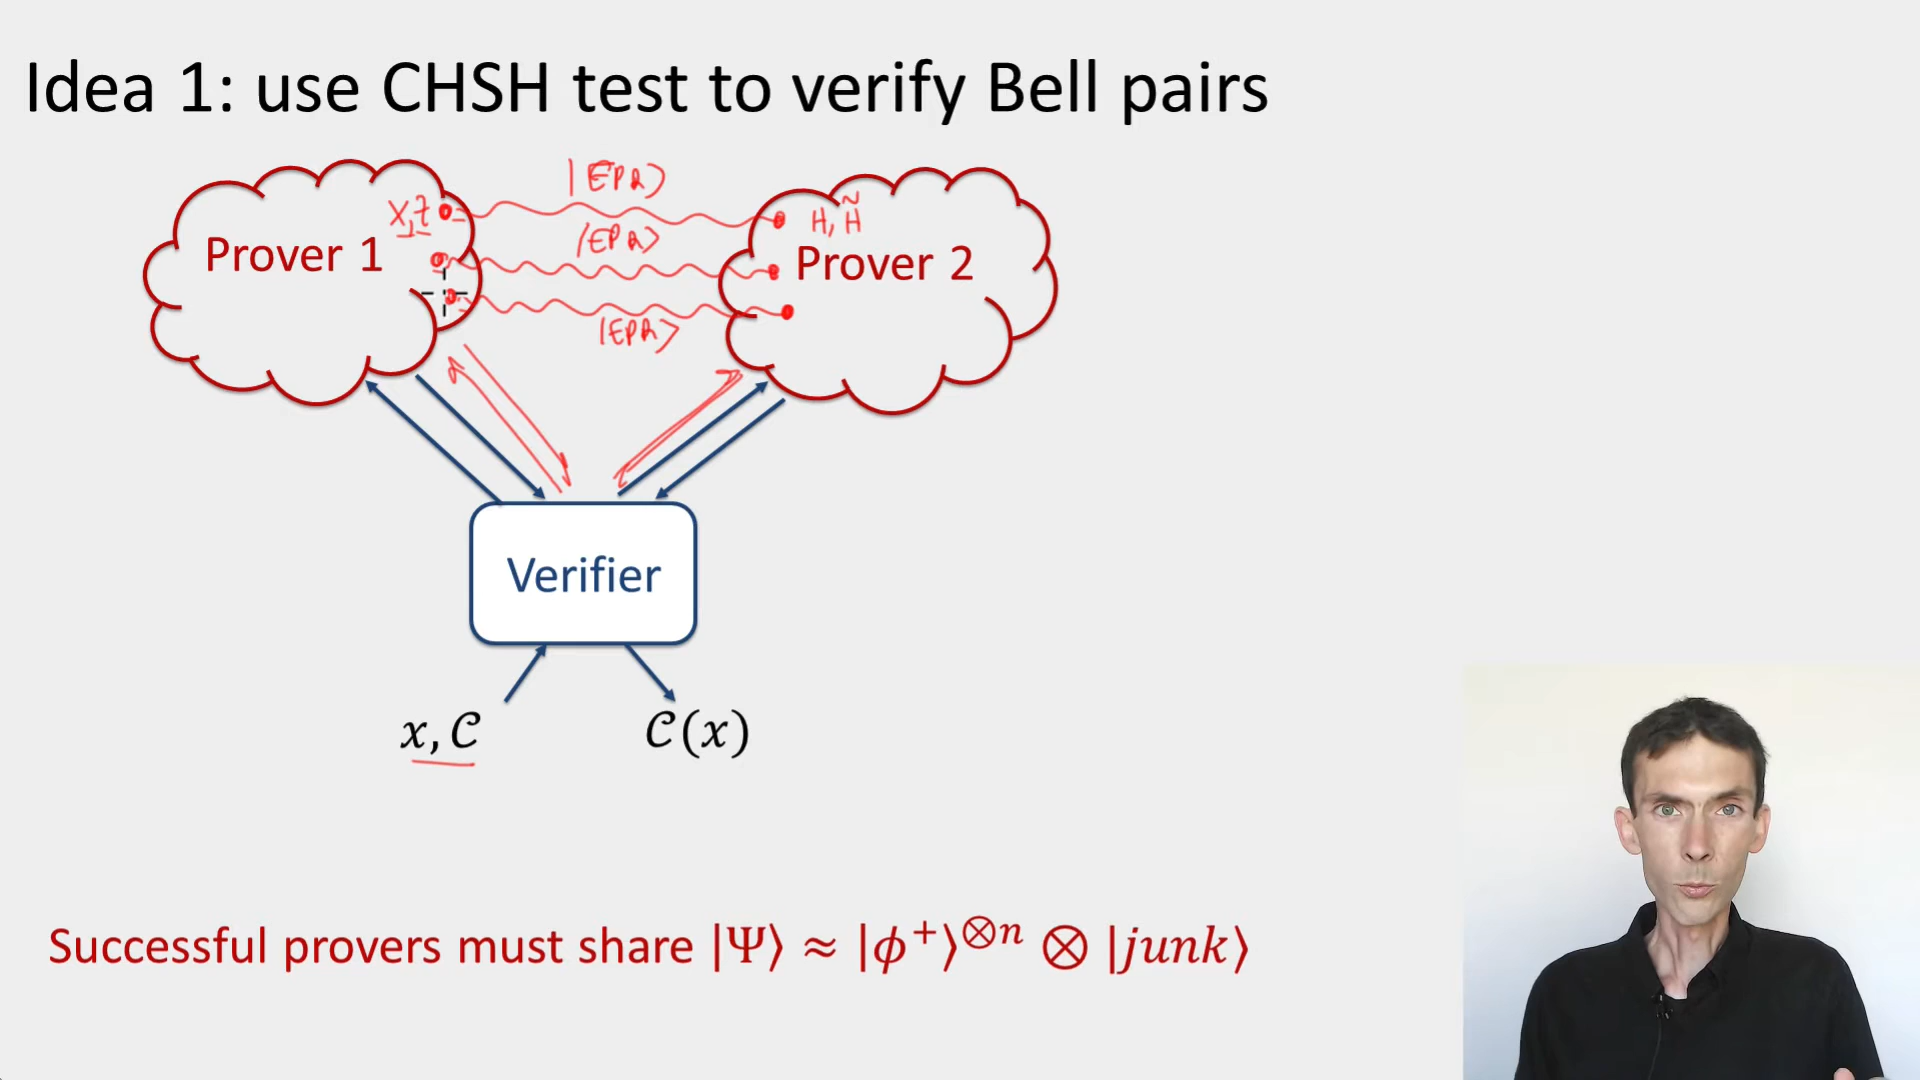 Idea 1: use CHSH test to verify Bell pairs
|EPR⟩
X, Z
H, H̃
|EPR⟩
Prover 1
Prover 2
|EPR⟩
Verifier
x, C
C(x)
Successful provers must share |Ψ⟩ ≈ |ϕ⁺⟩^⊗n ⊗ |junk⟩